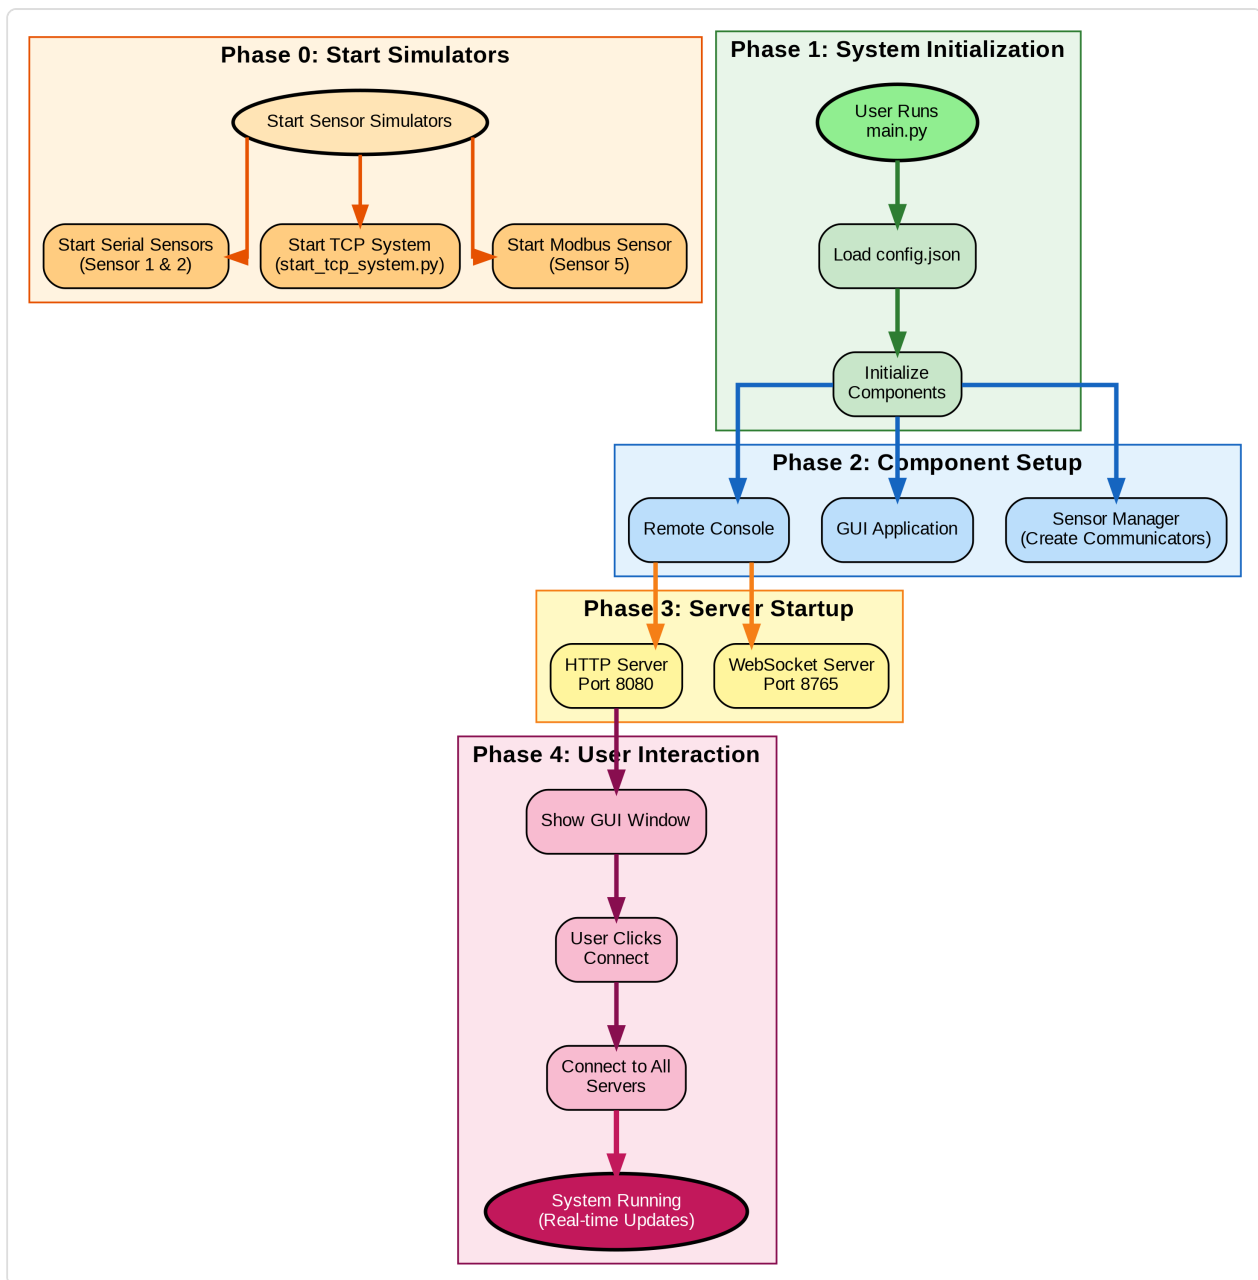 Phase 0: Start Simulators
Start Sensor Simulators
Start Serial Sensors
(Sensor 1 & 2)
Start TCP System
(start_tcp_system.py)
Start Modbus Sensor
(Sensor 5)
Phase 1: System Initialization
User Runs
main.py
Load config.json
Initialize
Components
Phase 2: Component Setup
Remote Console
GUI Application
Sensor Manager
(Create Communicators)
Phase 3: Server Startup
HTTP Server
Port 8080
WebSocket Server
Port 8765
Phase 4: User Interaction
Show GUI Window
User Clicks
Connect
Connect to All
Servers
System Running
(Real-time Updates)